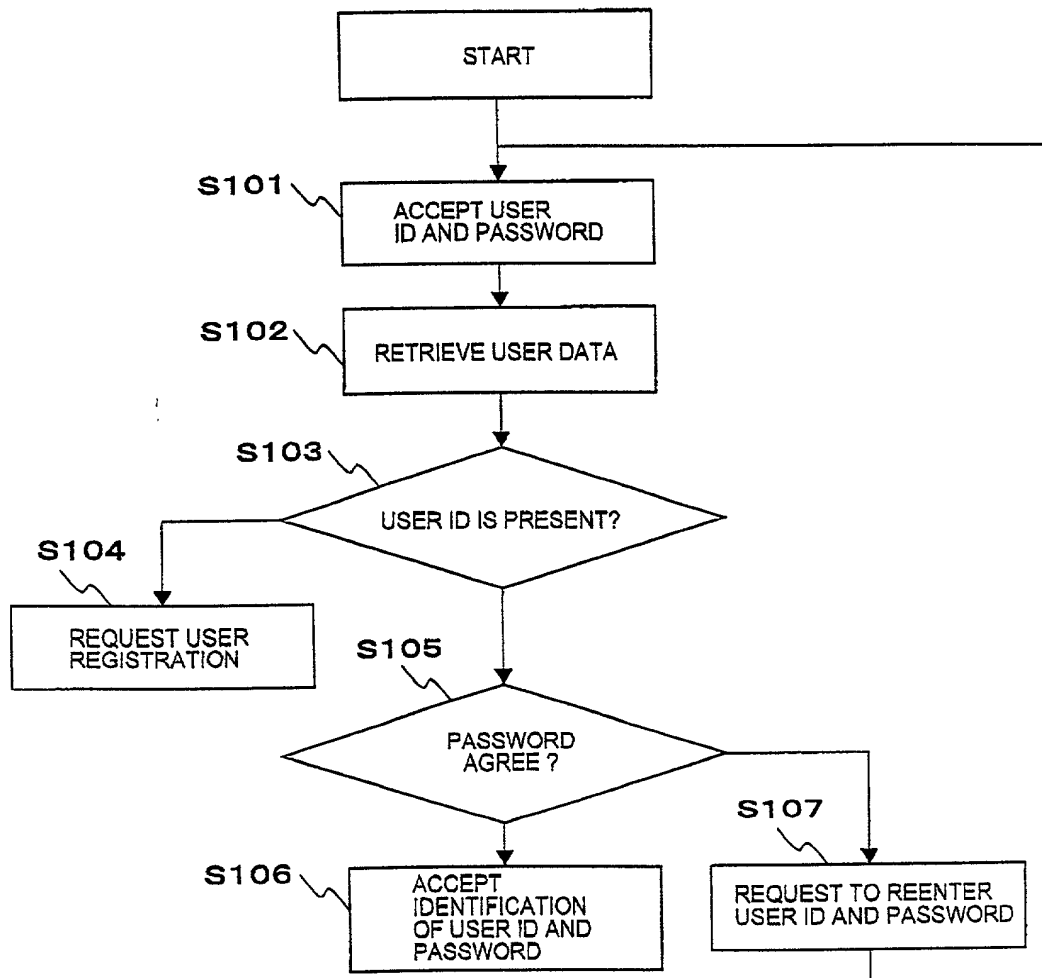 START
S101
ACCEPT USER
ID AND PASSWORD
S102
RETRIEVE USER DATA
S103
USER ID IS PRESENT?
S104
REQUEST USER
REGISTRATION
S105
PASSWORD
AGREE ?
S106
ACCEPT
IDENTIFICATION
OF USER ID AND
PASSWORD
S107
REQUEST TO REENTER
USER ID AND PASSWORD